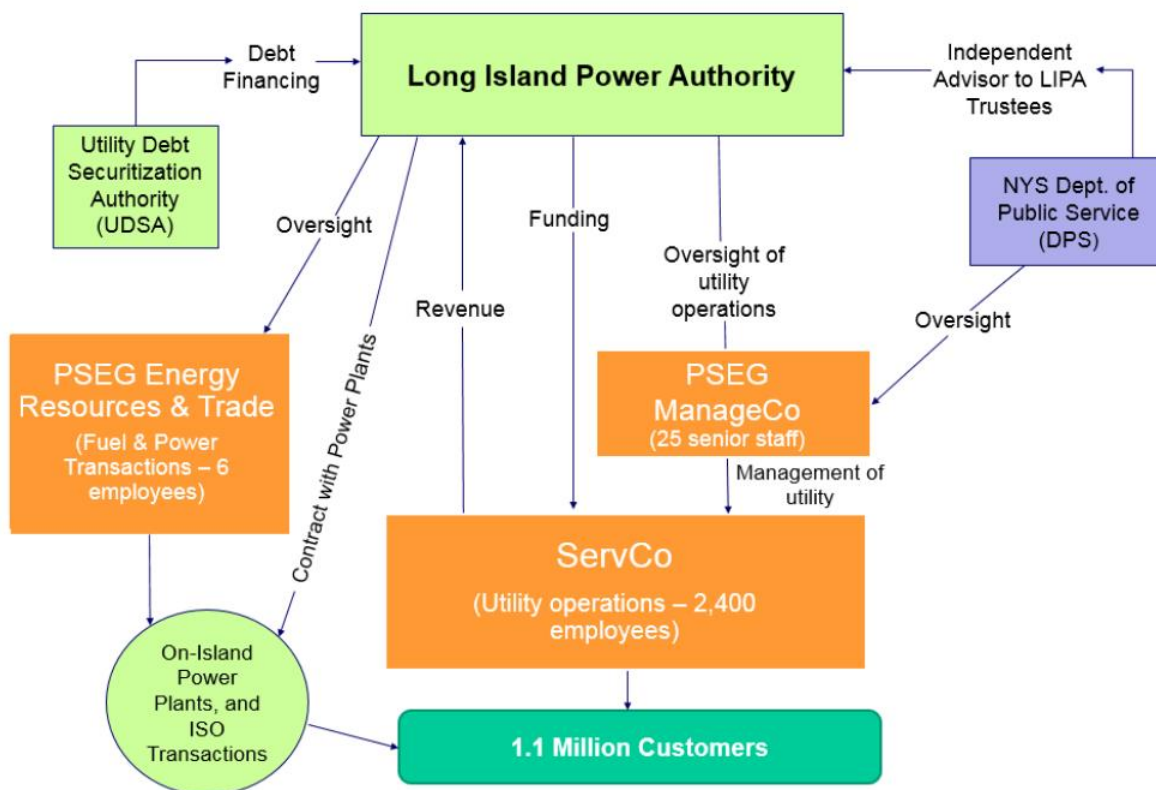 Debt
Financing
Long Island Power Authority
Independent
Advisor to LIPA
Trustees
Utility Debt
Securitization
Authority
(UDSA)
NYS Dept. of
Public Service
(DPS)
Oversight
Funding
Oversight of
utility
operations
Revenue
Oversight
Contract with Power Plants
PSEG Energy
Resources & Trade
(Fuel & Power
Transactions – 6
employees)
PSEG
ManageCo
(25 senior staff)
Management of
utility
ServCo
(Utility operations – 2,400
employees)
On-Island
Power
Plants, and
ISO
Transactions
1.1 Million Customers